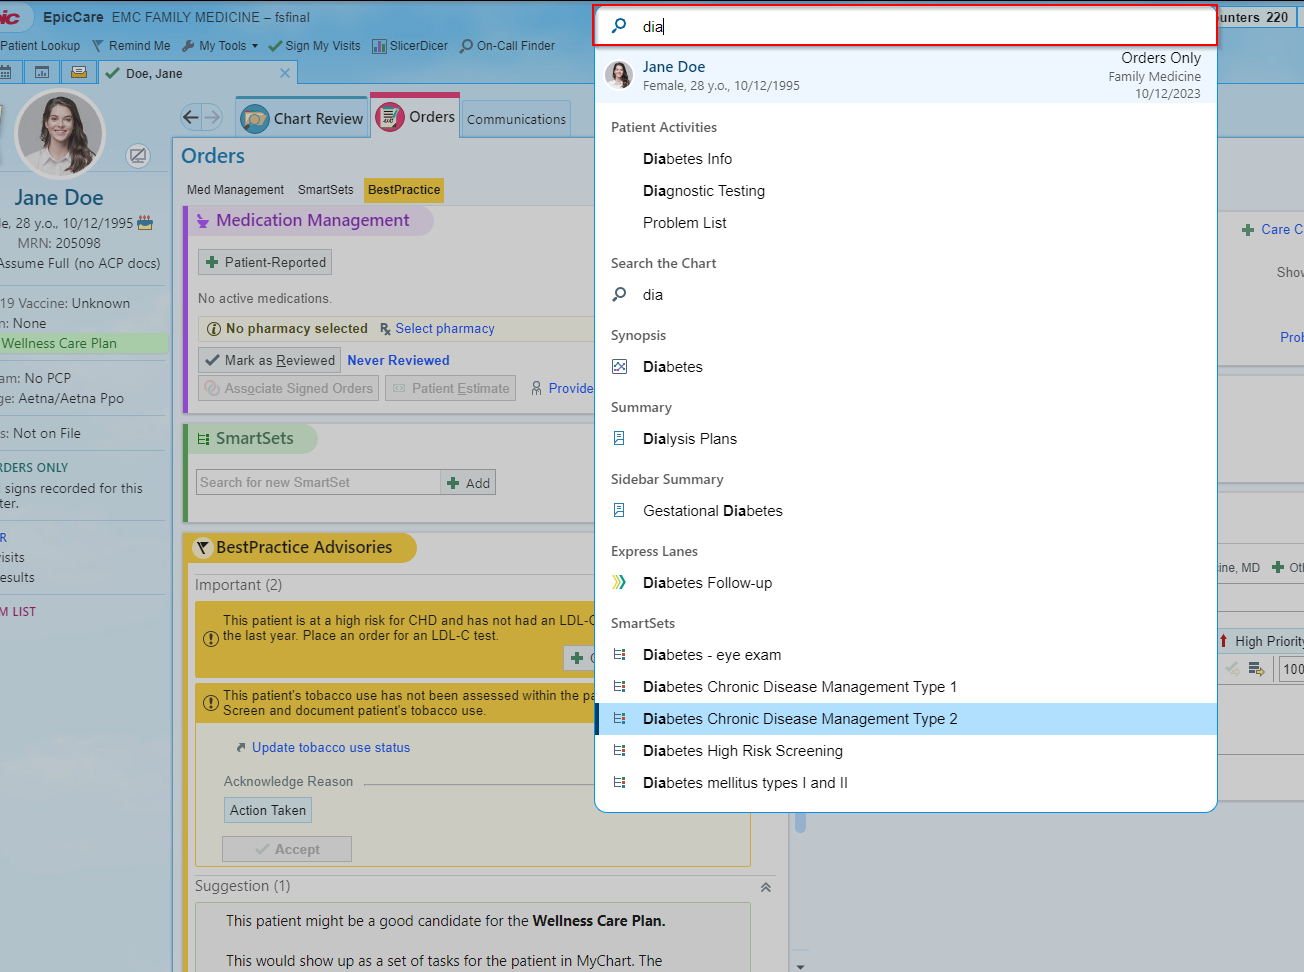 EpicCare EMC FAMILY MEDICINE – fsfinal
dia
unters 220
Patient Lookup Remind Me My Tools Sign My Visits SlicerDicer On-Call Finder
Doe, Jane
Jane Doe
Female, 28 y.o., 10/12/1995
Orders Only
Family Medicine
10/12/2023
Chart Review
Orders
Communications
Patient Activities
Diabetes Info
Diagnostic Testing
Problem List
Search the Chart
dia
Synopsis
Diabetes
Summary
Dialysis Plans
Sidebar Summary
Gestational Diabetes
Express Lanes
Diabetes Follow-up
SmartSets
Diabetes - eye exam
Diabetes Chronic Disease Management Type 1
Diabetes Chronic Disease Management Type 2
Diabetes High Risk Screening
Diabetes mellitus types I and II
Jane Doe
le, 28 y.o., 10/12/1995
MRN: 205098
Assume Full (no ACP docs)
19 Vaccine: Unknown
n: None
Wellness Care Plan
am: No PCP
ge: Aetna/Aetna Ppo
s: Not on File
RDERS ONLY
signs recorded for this
ter.
R
isits
esults
M LIST
Orders
Med Management SmartSets BestPractice
Medication Management
Patient-Reported
No active medications.
No pharmacy selected Select pharmacy
Mark as Reviewed Never Reviewed
Associate Signed Orders Patient Estimate Provide
SmartSets
Search for new SmartSet Add
BestPractice Advisories
Important (2)
This patient is at a high risk for CHD and has not had an LDL-C
the last year. Place an order for an LDL-C test.
This patient's tobacco use has not been assessed within the pa
Screen and document patient's tobacco use.
Update tobacco use status
Acknowledge Reason
Action Taken
Accept
Suggestion (1)
This patient might be a good candidate for the Wellness Care Plan.
This would show up as a set of tasks for the patient in MyChart. The
Care C
Show
Prob
cine, MD Oth
High Priority
100